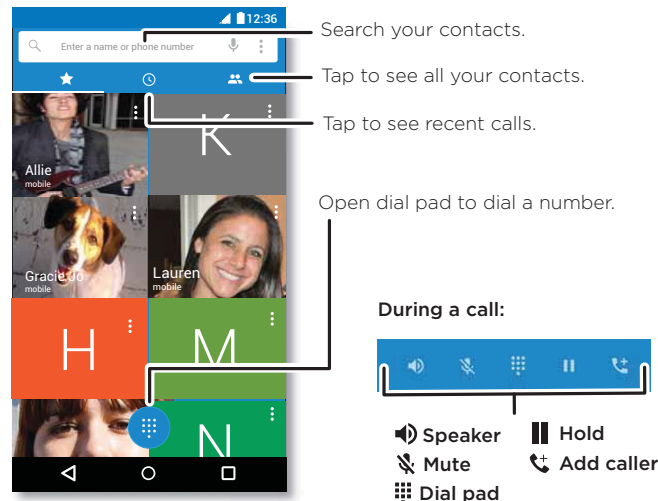 12:36
Enter a name or phone number
Search your contacts.
Tap to see all your contacts.
Tap to see recent calls.
K
Allie
mobile
Open dial pad to dial a number.
Gracie Jo
mobile
Lauren
mobile
H
M
N
During a call:
Speaker
Hold
Mute
Add caller
Dial pad